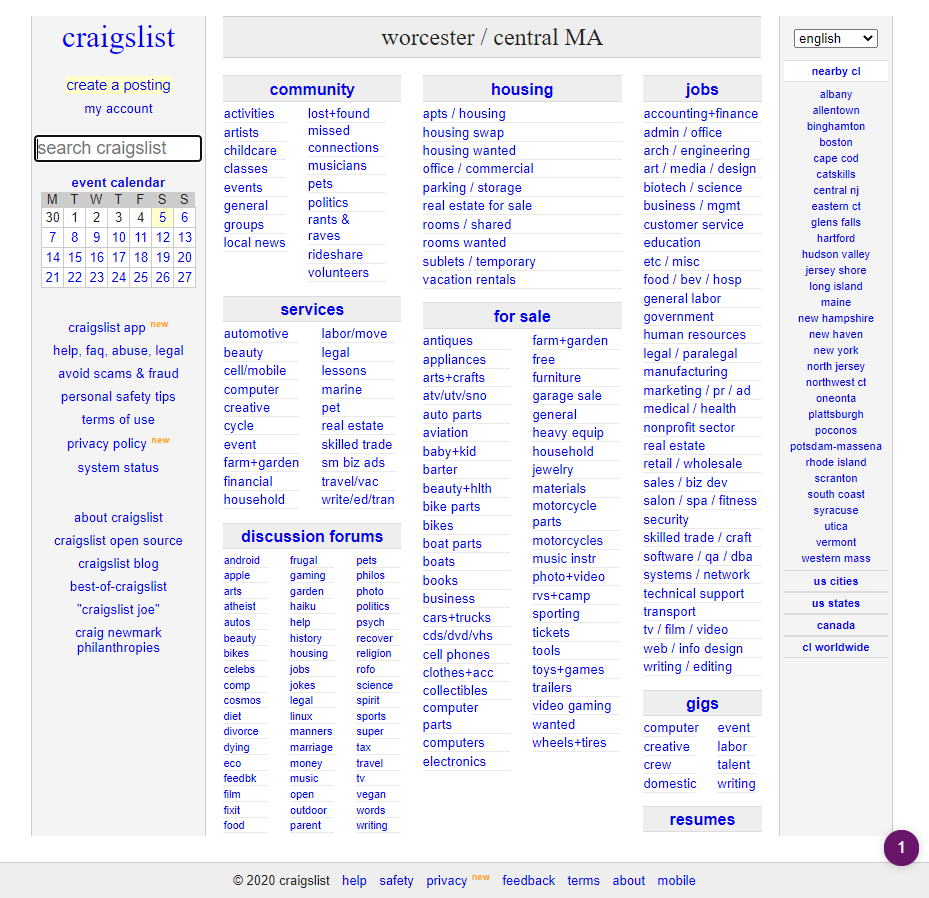 craigslist
create a posting
my account
search craigslist
event calendar
M T W T F S S
30 1 2 3 4 5 6
7 8 9 10 11 12 13
14 15 16 17 18 19 20
21 22 23 24 25 26 27
craigslist app new
help, faq, abuse, legal
avoid scams & fraud
personal safety tips
terms of use
privacy policy new
system status
about craigslist
craigslist open source
craigslist blog
best-of-craigslist
"craigslist joe"
craig newmark
philanthropies
worcester / central MA
community
activities
artists
childcare
classes
events
general
groups
local news
lost+found
missed
connections
musicians
pets
politics
rants &
raves
rideshare
volunteers
services
automotive
beauty
cell/mobile
computer
creative
cycle
event
farm+garden
financial
household
labor/move
legal
lessons
marine
pet
real estate
skilled trade
sm biz ads
travel/vac
write/ed/tran
discussion forums
android
apple
arts
atheist
autos
beauty
bikes
celebs
comp
cosmos
diet
divorce
dying
eco
feedbk
film
fixit
food
frugal
gaming
garden
haiku
help
history
housing
jobs
jokes
legal
linux
manners
marriage
money
music
open
outdoor
parent
pets
philos
photo
politics
psych
recover
religion
rofo
science
spirit
sports
super
tax
travel
tv
vegan
words
writing
housing
apts / housing
housing swap
housing wanted
office / commercial
parking / storage
real estate for sale
rooms / shared
rooms wanted
sublets / temporary
vacation rentals
for sale
antiques
appliances
arts+crafts
atv/utv/sno
auto parts
aviation
baby+kid
barter
beauty+hlth
bike parts
bikes
boat parts
boats
books
business
cars+trucks
cds/dvd/vhs
cell phones
clothes+acc
collectibles
computer
parts
computers
electronics
farm+garden
free
furniture
garage sale
general
heavy equip
household
jewelry
materials
motorcycle
parts
motorcycles
music instr
photo+video
rvs+camp
sporting
tickets
tools
toys+games
trailers
video gaming
wanted
wheels+tires
jobs
accounting+finance
admin / office
arch / engineering
art / media / design
biotech / science
business / mgmt
customer service
education
etc / misc
food / bev / hosp
general labor
government
human resources
legal / paralegal
manufacturing
marketing / pr / ad
medical / health
nonprofit sector
real estate
retail / wholesale
sales / biz dev
salon / spa / fitness
security
skilled trade / craft
software / qa / dba
systems / network
technical support
transport
tv / film / video
web / info design
writing / editing
gigs
computer
creative
crew
domestic
event
labor
talent
writing
resumes
english
nearby cl
albany
allentown
binghamton
boston
cape cod
catskills
central nj
eastern ct
glens falls
hartford
hudson valley
jersey shore
long island
maine
new hampshire
new haven
new york
north jersey
northwest ct
oneonta
plattsburgh
poconos
potsdam-massena
rhode island
scranton
south coast
syracuse
utica
vermont
western mass
us cities
us states
canada
cl worldwide
1
© 2020 craigslist help safety privacy new feedback terms about mobile